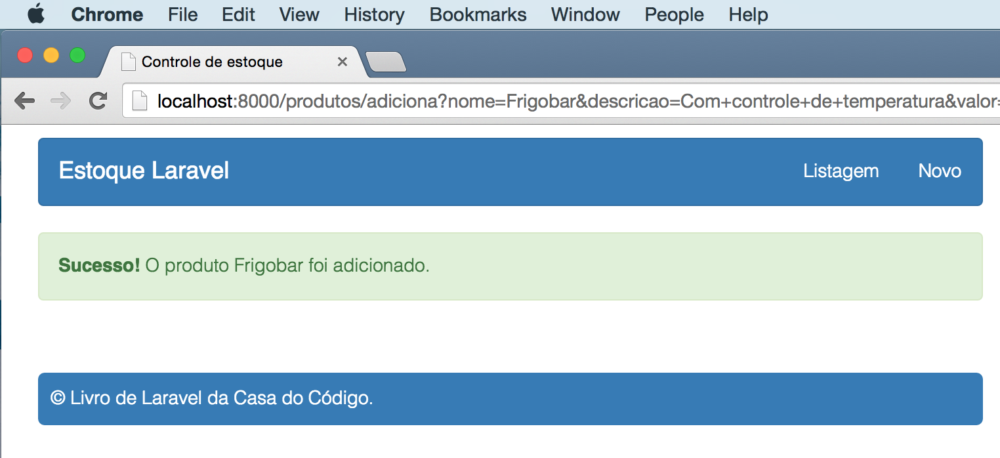 Chrome File Edit View History Bookmarks Window People Help
Controle de estoque
localhost:8000/produtos/adiciona?nome=Frigobar&descricao=Com+controle+de+temperatura&valor=
Estoque Laravel Listagem Novo
Sucesso! O produto Frigobar foi adicionado.
© Livro de Laravel da Casa do Código.